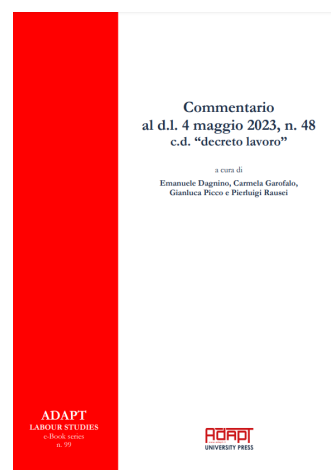 Commentario
al d.l. 4 maggio 2023, n. 48
c.d. “decreto lavoro”
a cura di
Emanuele Dagnino, Carmela Garofalo,
Gianluca Picco e Pierluigi Rausei
ADAPT
LABOUR STUDIES
e-Book series
n. 99
ADAPT
UNIVERSITY PRESS